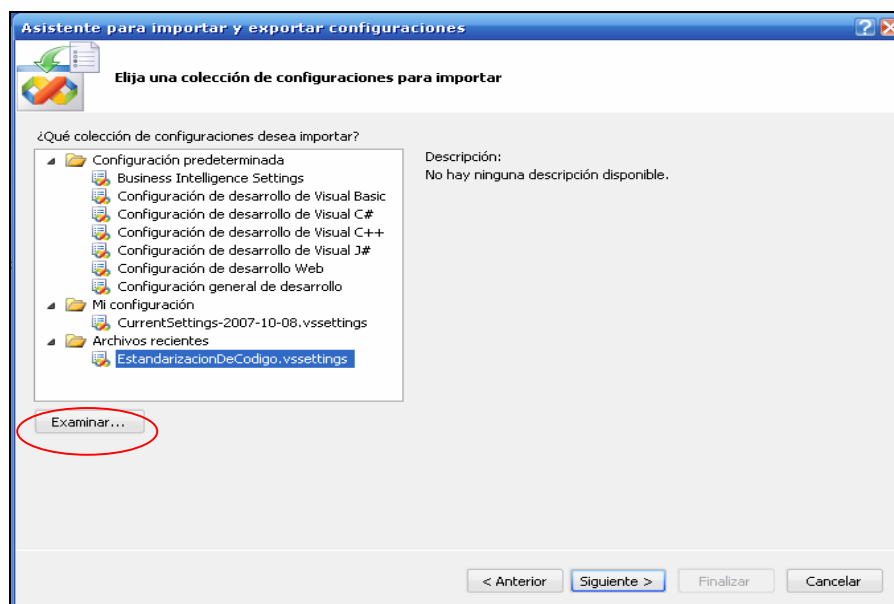 Asistente para importar y exportar configuraciones
Elija una colección de configuraciones para importar
¿Qué colección de configuraciones desea importar?
Configuración predeterminada
Business Intelligence Settings
Configuración de desarrollo de Visual Basic
Configuración de desarrollo de Visual C#
Configuración de desarrollo de Visual C++
Configuración de desarrollo de Visual J#
Configuración de desarrollo Web
Configuración general de desarrollo
Mi configuración
CurrentSettings-2007-10-08.vssettings
Archivos recientes
EstandarizacionDeCodigo.vssettings
Descripción:
No hay ninguna descripción disponible.
Examinar...
< Anterior Siguiente > Finalizar Cancelar